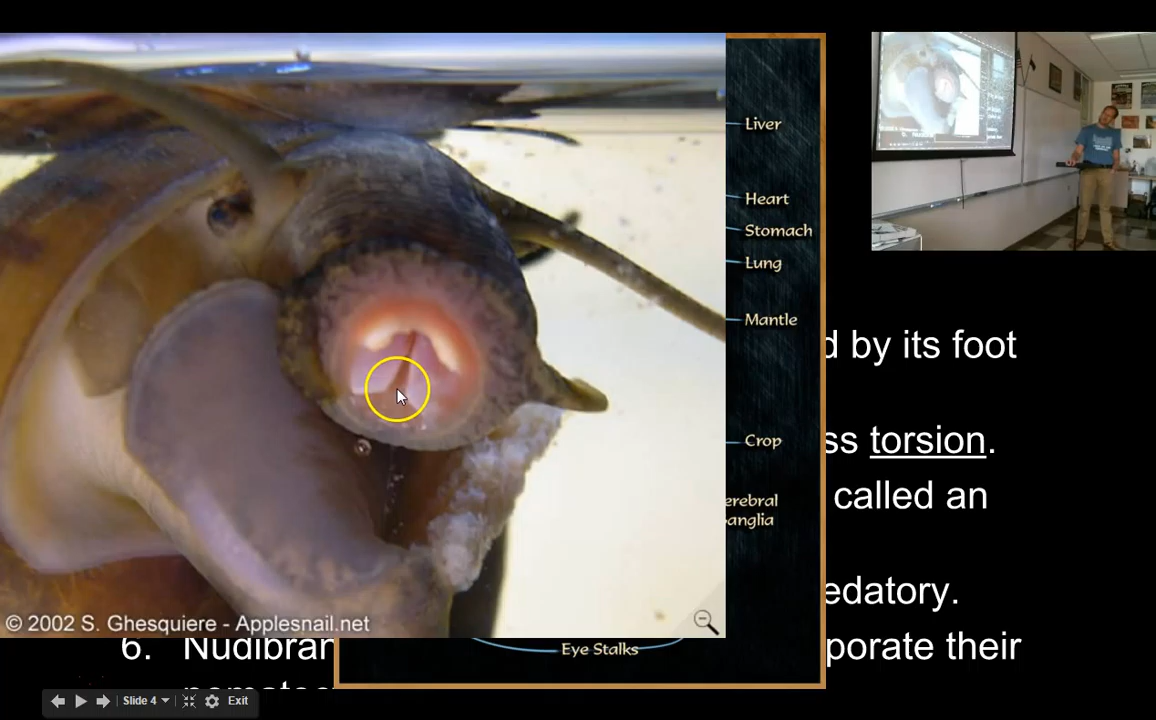 Liver
Heart
Stomach
Lung
Mantle
d by its foot
Crop
ss torsion.
called an
erebral
anglia
edatory.
© 2002 S. Ghesquiere - Applesnail.net
6. Nudibran
porate their
Eye Stalks
Slide 4
Exit